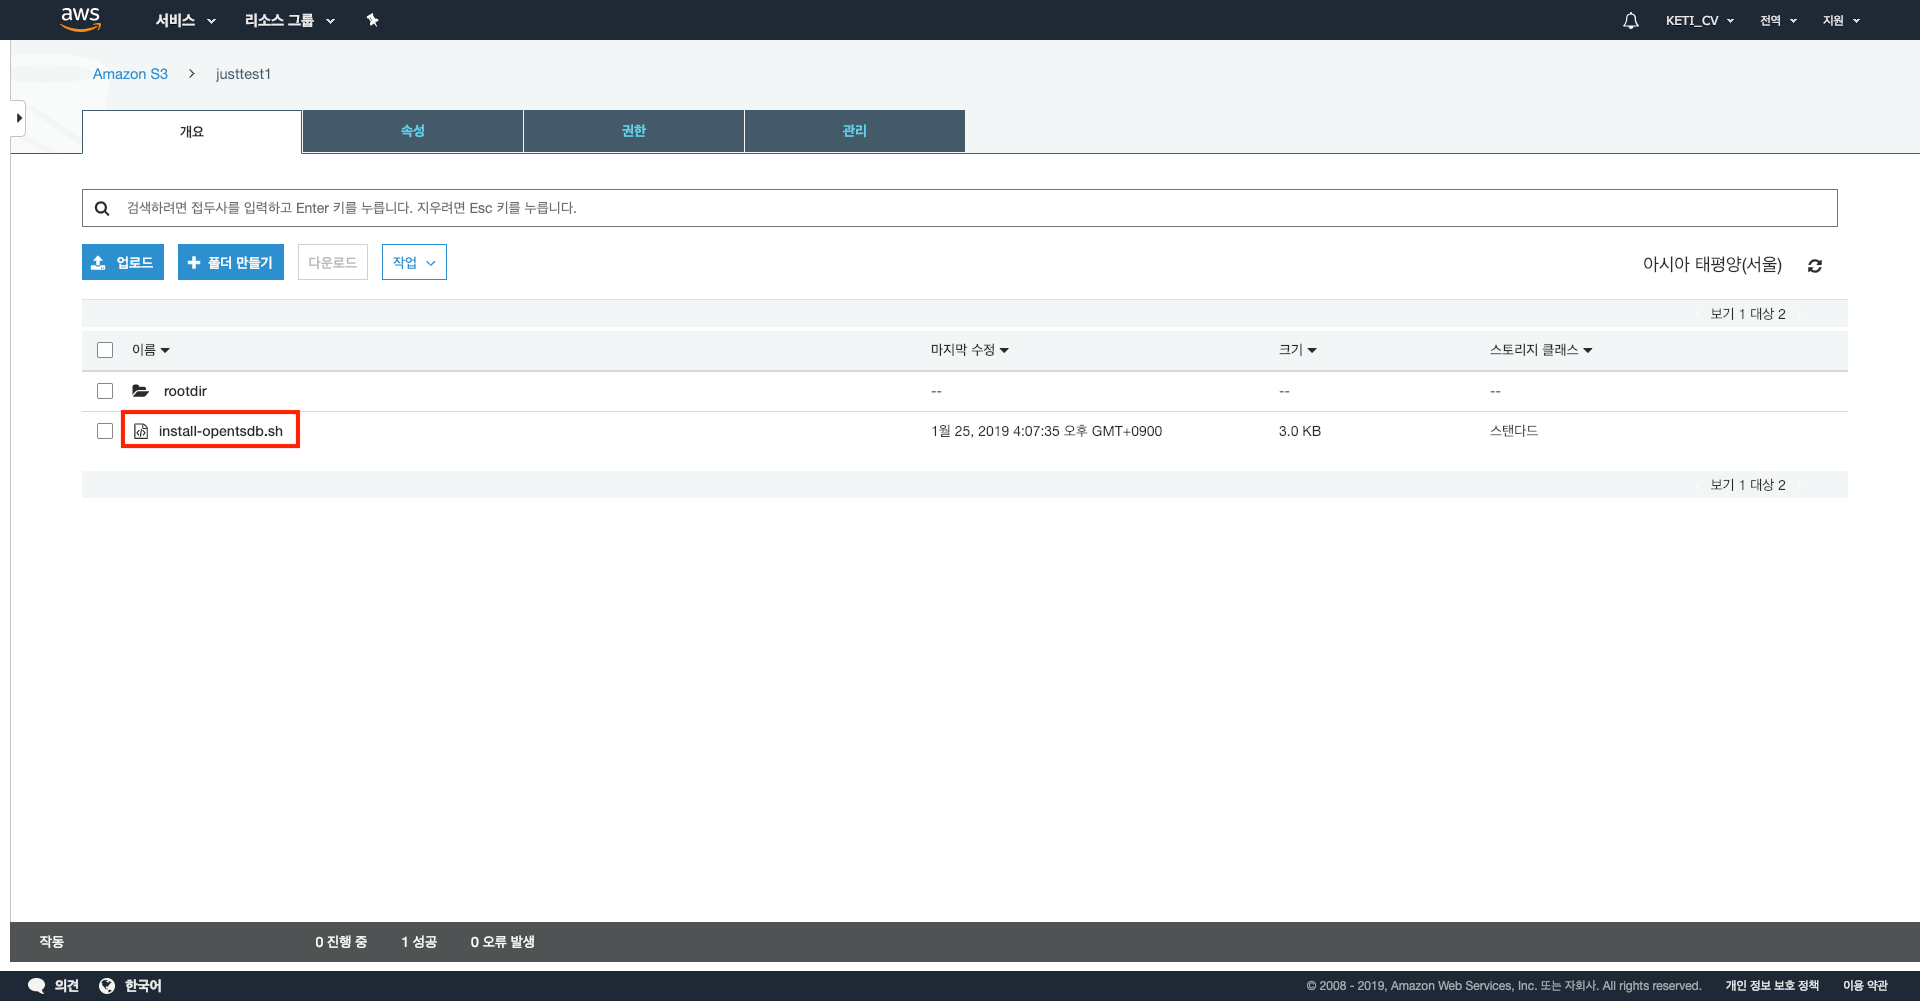 aws 서비스 리소스 그룹 KETI_CV 전역 지원
Amazon S3 > justtest1
개요 속성 권한 관리
검색하려면 접두사를 입력하고 Enter 키를 누릅니다. 지우려면 Esc 키를 누릅니다.
업로드 + 폴더 만들기 다운로드 작업 아시아 태평양(서울)
보기 1 대상 2
이름 마지막 수정 크기 스토리지 클래스
rootdir -- -- --
install-opentsdb.sh 1월 25, 2019 4:07:35 오후 GMT+0900 3.0 KB 스탠다드
보기 1 대상 2
작동 0 진행 중 1 성공 0 오류 발생
의견 한국어 © 2008 - 2019, Amazon Web Services, Inc. 또는 자회사. All rights reserved. 개인 정보 보호 정책 이용 약관